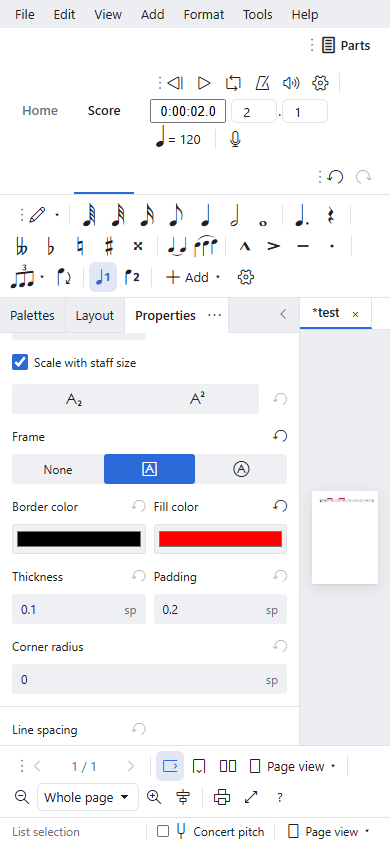 File Edit View Add Format Tools Help
Parts
Home Score
0:00:02.0 2 . 1
= 120
3 1 2 Add
Palettes Layout Properties ··· *test ×
Scale with staff size
A₂ A²
Frame
None A A
Border color Fill color
Thickness Padding
0.1 sp 0.2 sp
Corner radius
0 sp
Line spacing
1 / 1 Page view
Whole page ?
List selection Concert pitch Page view